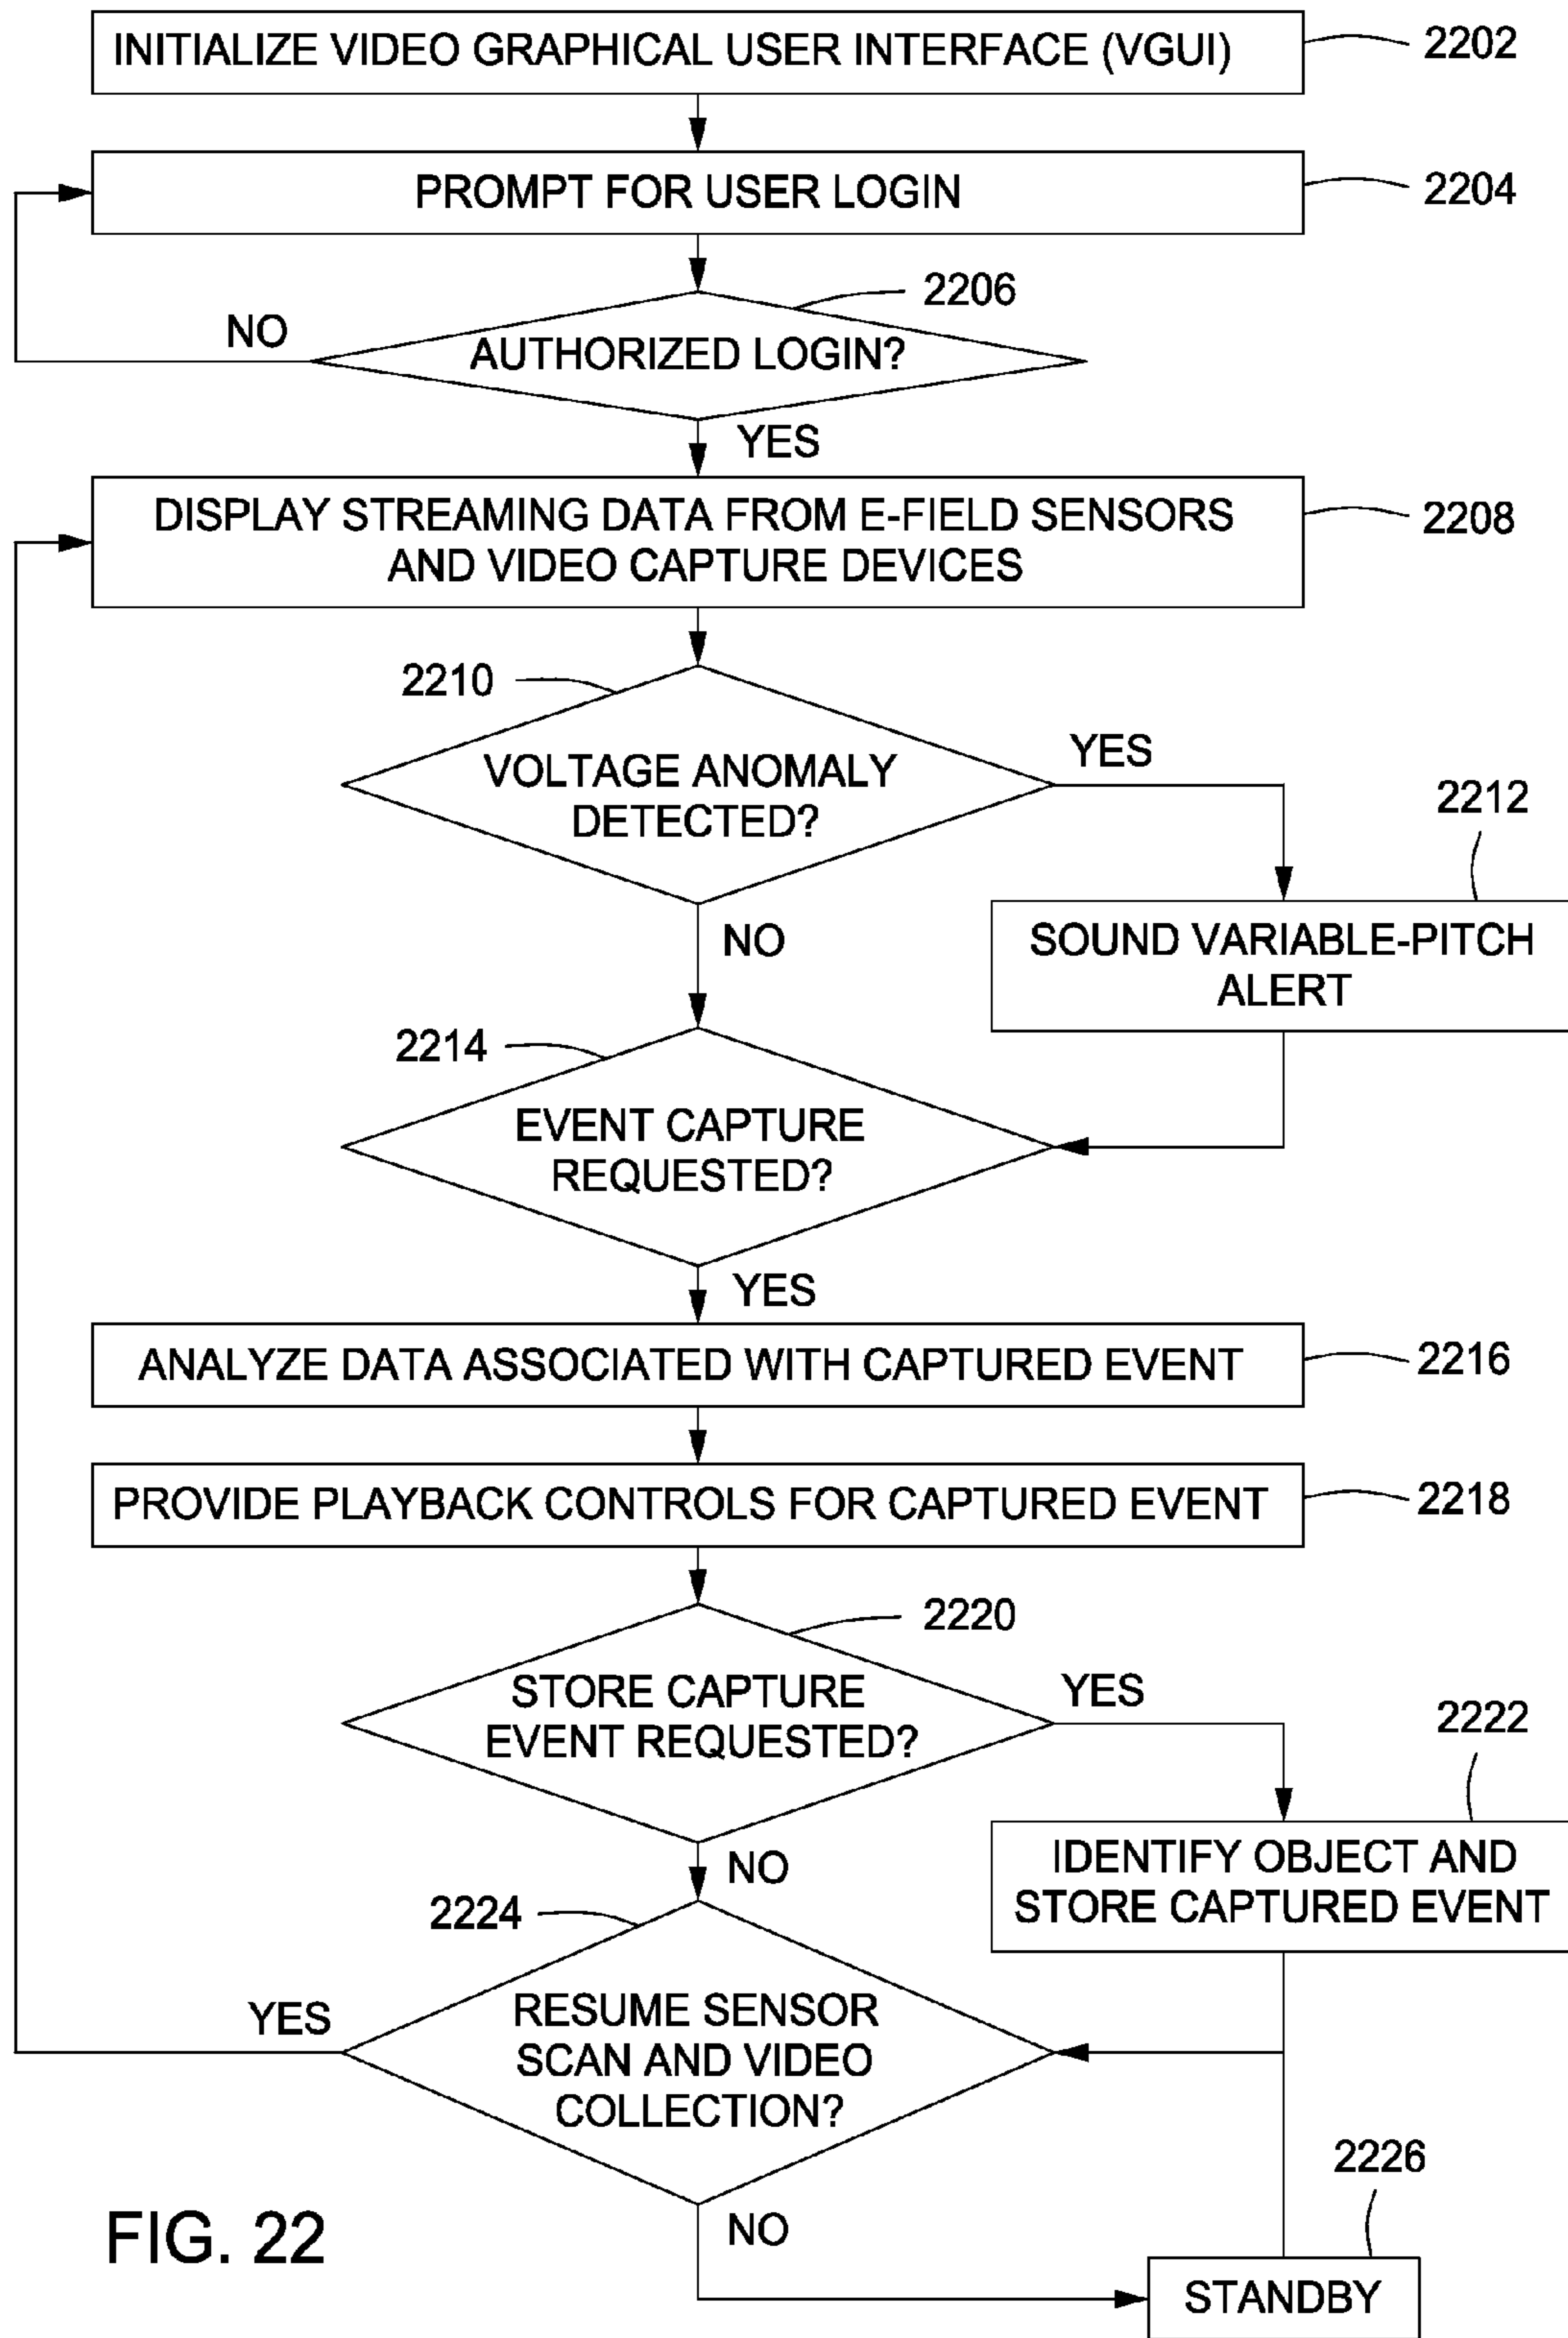 INITIALIZE VIDEO GRAPHICAL USER INTERFACE (VGUI)
2202
PROMPT FOR USER LOGIN
2204
2206
NO
AUTHORIZED LOGIN?
YES
DISPLAY STREAMING DATA FROM E-FIELD SENSORS
AND VIDEO CAPTURE DEVICES
2208
2210
VOLTAGE ANOMALY
DETECTED?
YES
2212
NO
SOUND VARIABLE-PITCH
ALERT
2214
EVENT CAPTURE
REQUESTED?
YES
ANALYZE DATA ASSOCIATED WITH CAPTURED EVENT
2216
PROVIDE PLAYBACK CONTROLS FOR CAPTURED EVENT
2218
2220
STORE CAPTURE
EVENT REQUESTED?
YES
2222
NO
IDENTIFY OBJECT AND
STORE CAPTURED EVENT
2224
YES
RESUME SENSOR
SCAN AND VIDEO
COLLECTION?
2226
NO
STANDBY
FIG. 22